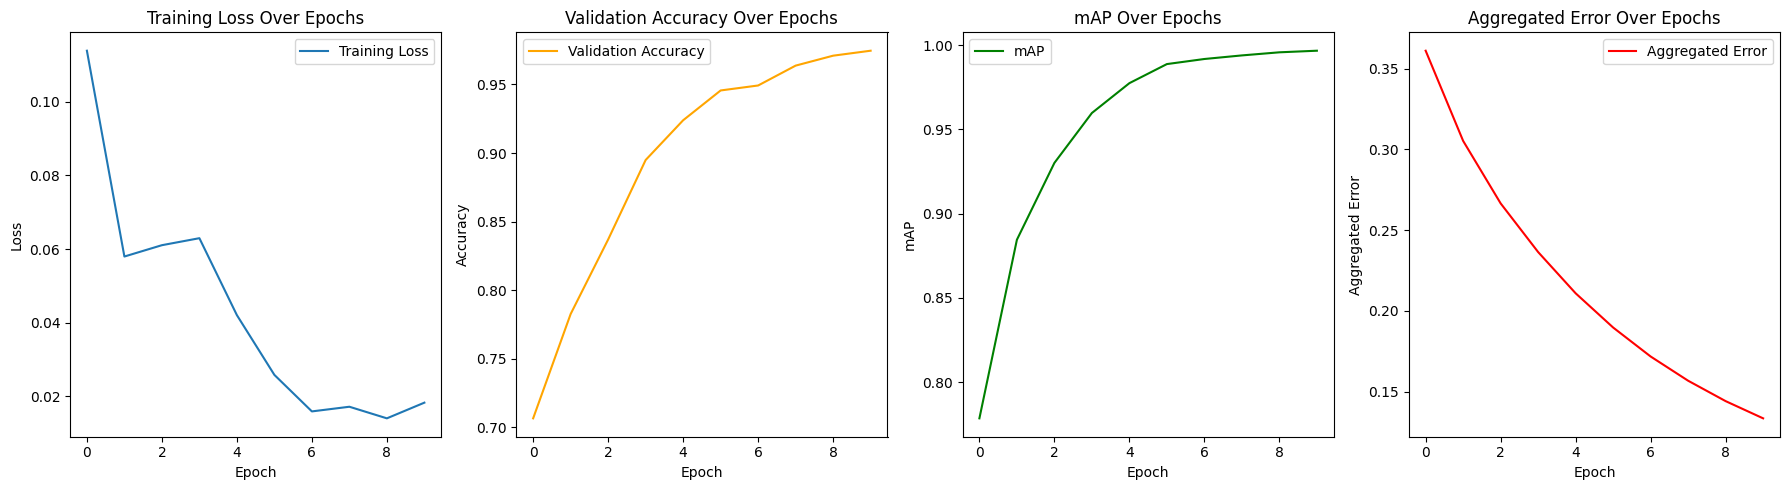 Training Loss Over Epochs
Training Loss
0.10
0.08
0.06
0.04
0.02
Loss
0 2 4 6 8
Epoch
Validation Accuracy Over Epochs
Validation Accuracy
0.95
0.90
0.85
0.80
0.75
0.70
Accuracy
0 2 4 6 8
Epoch
mAP Over Epochs
mAP
1.00
0.95
0.90
0.85
0.80
mAP
0 2 4 6 8
Epoch
Aggregated Error Over Epochs
Aggregated Error
0.35
0.30
0.25
0.20
0.15
Aggregated Error
0 2 4 6 8
Epoch